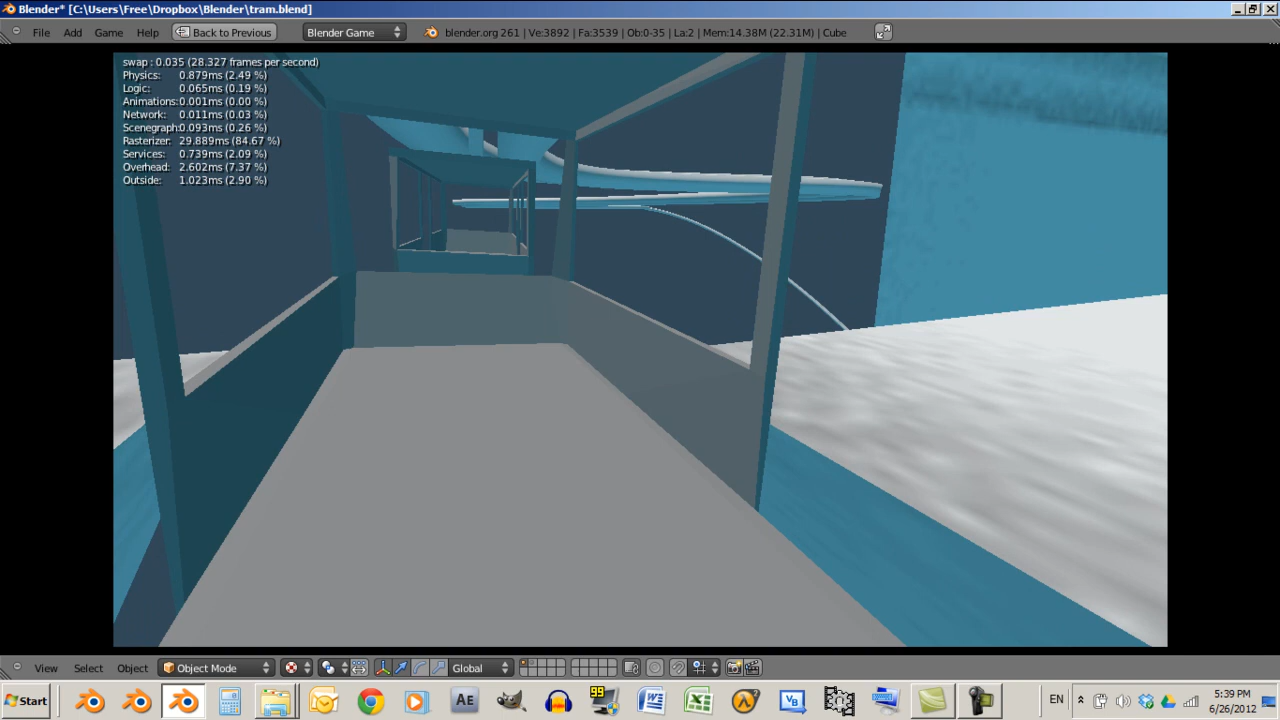 Blender* [C:\Users\Free\Dropbox\Blender\tram.blend]
File Add Game Help Back to Previous Blender Game blender.org 261 | Ve:3892 | Fa:3539 | Ob:0-35 | La:2 | Mem:14.38M (22.31M) | Cube
swap : 0.035 (28.327 frames per second)
Physics: 0.879ms (2.49 %)
Logic: 0.065ms (0.19 %)
Animations:0.001ms (0.00 %)
Network: 0.011ms (0.03 %)
Scenegraph:0.093ms (0.26 %)
Rasterizer: 29.889ms (84.67 %)
Services: 0.739ms (2.09 %)
Overhead: 2.602ms (7.37 %)
Outside: 1.023ms (2.90 %)
View Select Object Object Mode Global
Start AE 99 W X VB EN 5:39 PM
6/26/2012